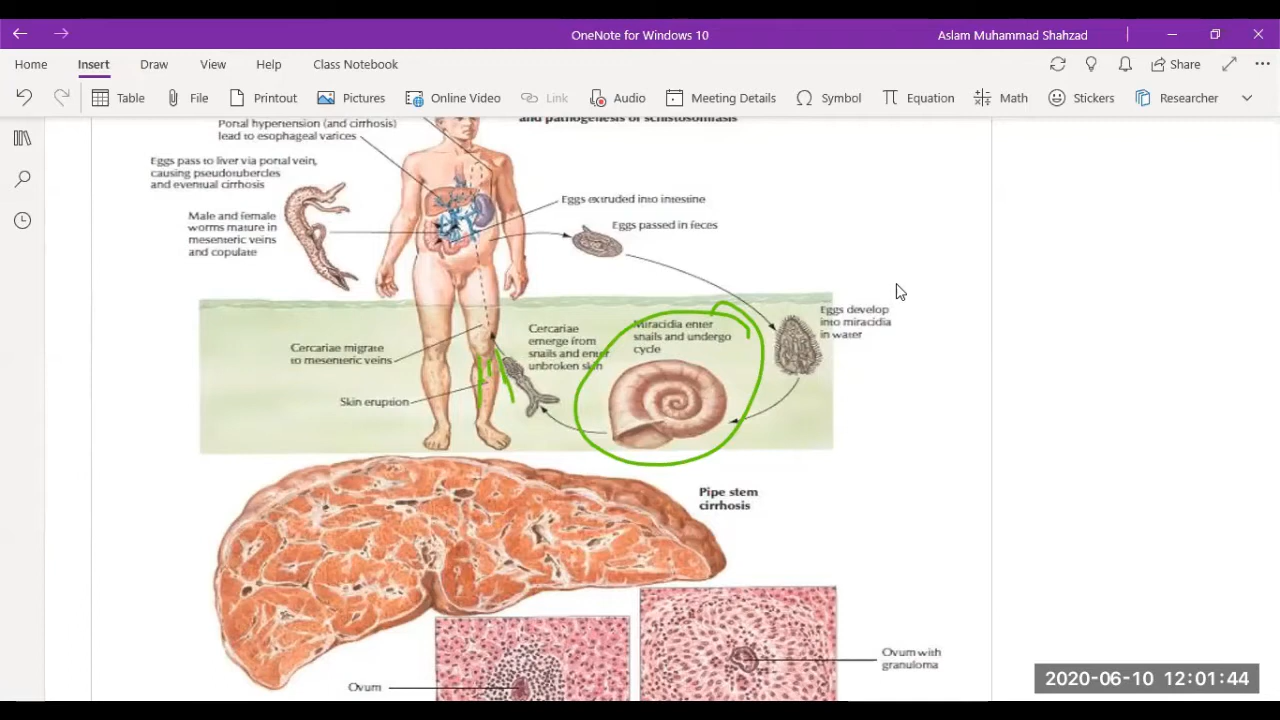 OneNote for Windows 10
Aslam Muhammad Shahzad
Home Insert Draw View Help Class Notebook
Share
Table File Printout Pictures Online Video Link Audio Meeting Details Symbol Equation Math Stickers Researcher
Portal hypertension (and cirrhosis)
lead to esophageal varices
and pathogenesis of schistosomiasis
Eggs pass to liver via portal vein,
causing pseudotubercles
and eventual cirrhosis
Male and female
worms mature in
mesenteric veins
and copulate
Eggs extruded into intestine
Eggs passed in feces
Eggs develop
into miracidia
in water
Miracidia enter
snails and undergo
cycle
Cercariae
emerge from
snails and enter
unbroken skin
Cercariae migrate
to mesenteric veins
Skin eruption
Pipe stem
cirrhosis
Ovum with
granuloma
Ovum
2020-06-10 12:01:44